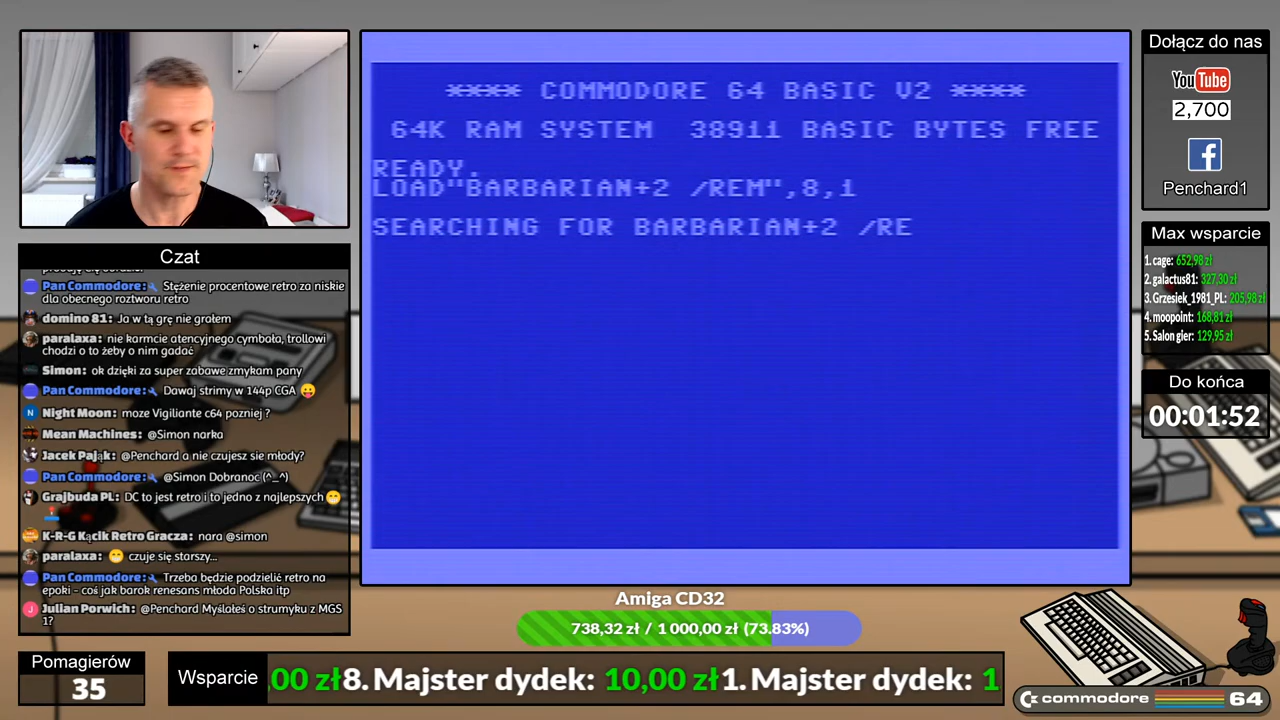 **** COMMODORE 64 BASIC V2 ****
64K RAM SYSTEM 38911 BASIC BYTES FREE
READY.
LOAD"BARBARIAN+2 /REM",8,1
SEARCHING FOR BARBARIAN+2 /RE
Czat
Pan Commodore: Stężenie procentowe retro za niskie
dla obecnego roztworu retro
domino 81: Ja w tą grę nie grałem
paralaxa: nie karmcie atencyjnego cymbała, trollowi
chodzi o to żeby o nim gadać
Simon: ok dzięki za super zabawe zmykam pany
Pan Commodore: Dawaj strimy w 144p CGA 😛
N Night Moon: moze Vigiliante c64 pozniej ?
Mean Machines: @Simon narka
Jacek Pająk: @Penchard a nie czujesz sie młody?
Pan Commodore: @Simon Dobranoc (^_^)
Grajbuda PL: DC to jest retro i to jedno z najlepszych 😁
🕹️
K-R-G Kącik Retro Gracza: nara @simon
paralaxa: 😁 czuje się starszy...
Pan Commodore: Trzeba będzie podzielić retro na
epoki - coś jak barok renesans młoda Polska itp
J Julian Porwich: @Penchard Myślałeś o strumyku z MGS
1?
Dołącz do nas
YouTube
2,700
Penchard1
Max wsparcie
1. cage: 652,98 zł
2. galactus81: 327,30 zł
3. Grzesiek_1981_PL: 205,98 zł
4. moopoint: 168,81 zł
5. Salon gier: 129,95 zł
Do końca
00:01:52
Amiga CD32
738,32 zł / 1 000,00 zł (73.83%)
Pomagierów
35
Wsparcie
,00 zł8. Majster dydek: 10,00 zł1. Majster dydek: 1
commodore 64